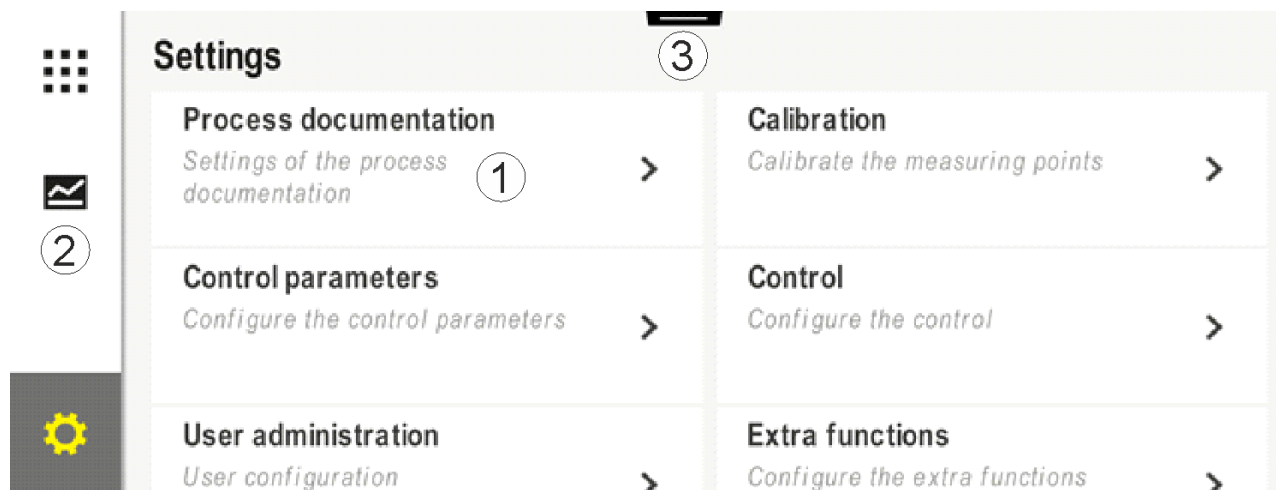 Settings
3
Process documentation
Settings of the process
documentation
1
Calibration
Calibrate the measuring points
2
Control parameters
Configure the control parameters
Control
Configure the control
User administration
User configuration
Extra functions
Configure the extra functions